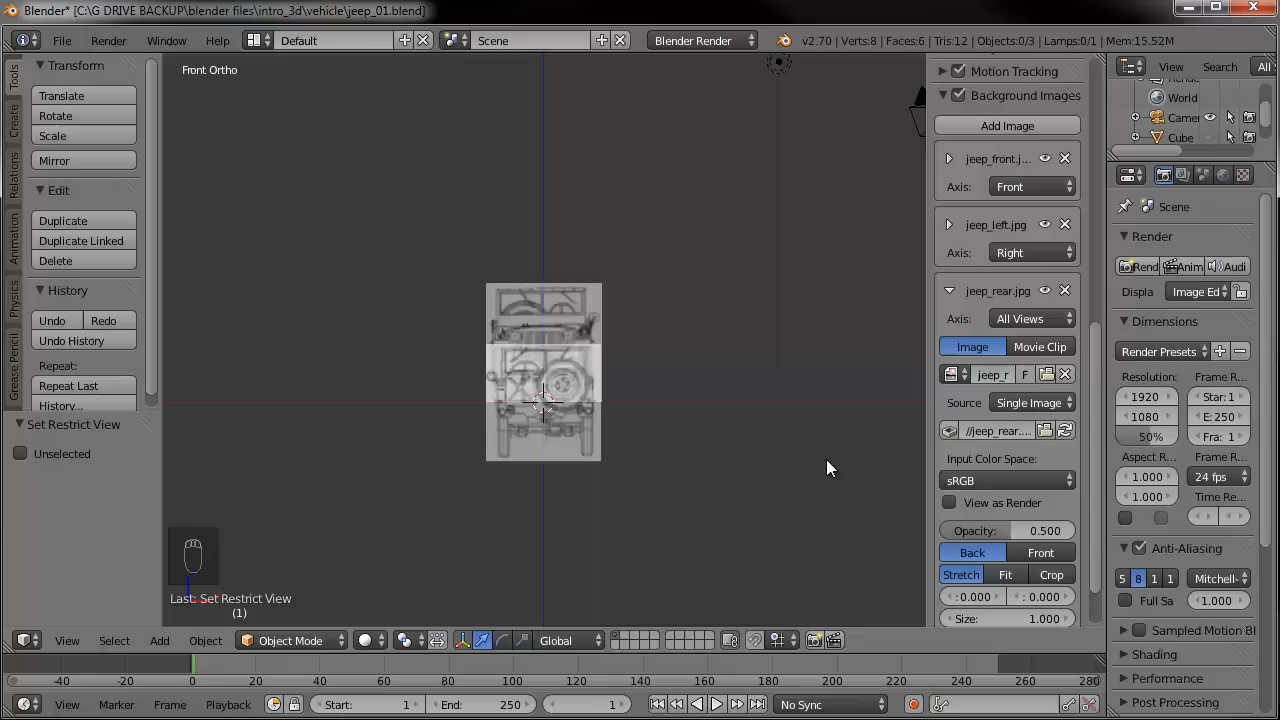 Blender* [C:\G DRIVE BACKUP\blender files\intro_3d\vehicle\jeep_01.blend]
File Render Window Help Default Scene Blender Render v2.70 | Verts:8 | Faces:6 | Tris:12 | Objects:0/3 | Lamps:0/1 | Mem:15.52M
Tools
Create
Relations
Animation
Physics
Grease Pencil
Transform
Translate
Rotate
Scale
Mirror
Edit
Duplicate
Duplicate Linked
Delete
History
Undo Redo
Undo History
Repeat:
Repeat Last
History...
Set Restrict View
Unselected
Front Ortho
Last: Set Restrict View
(1)
Motion Tracking
Background Images
Add Image
jeep_front.j...
Axis: Front
jeep_left.jpg
Axis: Right
jeep_rear.jpg
Axis: All Views
Image Movie Clip
jeep_r F
Source Single Image
//jeep_rear....
Input Color Space:
sRGB
View as Render
Opacity: 0.500
Back Front
Stretch Fit Crop
: 0.000 : 0.000
Size: 1.000
View Search All
World
Camer
Cube
Scene
Render
Rend Anim Audi
Displa Image Ed
Dimensions
Render Presets
Resolution: Frame R...
1920 Star: 1
1080 E: 250
50% Fra: 1
Aspect R... Frame R...
1.000 24 fps
1.000 Time Re...
Anti-Aliasing
5 8 1 1 Mitchell-
Full Sa 1.000
Sampled Motion Bl
Shading
Performance
Post Processing
View Select Add Object Object Mode Global
-40 -20 0 20 40 60 80 100 120 140 160 180 200 220 240 260 280
View Marker Frame Playback Start: 1 End: 250 1 No Sync